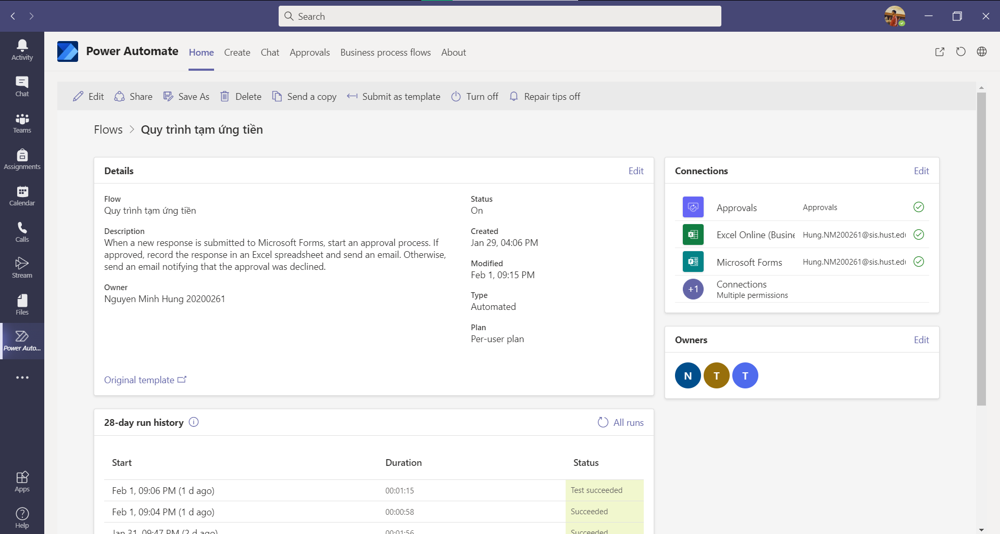 Search
Activity
Chat
Teams
Assignments
Calendar
Calls
Stream
Files
Power Auto...
Apps
Help
Power Automate Home Create Chat Approvals Business process flows About
Edit Share Save As Delete Send a copy Submit as template Turn off Repair tips off
Flows > Quy trình tạm ứng tiền
Details Edit
Flow
Quy trình tạm ứng tiền
Description
When a new response is submitted to Microsoft Forms, start an approval process. If
approved, record the response in an Excel spreadsheet and send an email. Otherwise,
send an email notifying that the approval was declined.
Owner
Nguyen Minh Hung 20200261
Status
On
Created
Jan 29, 04:06 PM
Modified
Feb 1, 09:15 PM
Type
Automated
Plan
Per-user plan
Original template
Connections Edit
Approvals Approvals
Excel Online (Busine Hung.NM200261@sis.hust.edu
Microsoft Forms Hung.NM200261@sis.hust.edu
+1 Connections
Multiple permissions
Owners Edit
N T T
28-day run history All runs
Start Duration Status
Feb 1, 09:06 PM (1 d ago) 00:01:15 Test succeeded
Feb 1, 09:04 PM (1 d ago) 00:00:58 Succeeded
Jan 31, 09:47 PM (2 d ago) 00:01:56 Succeeded